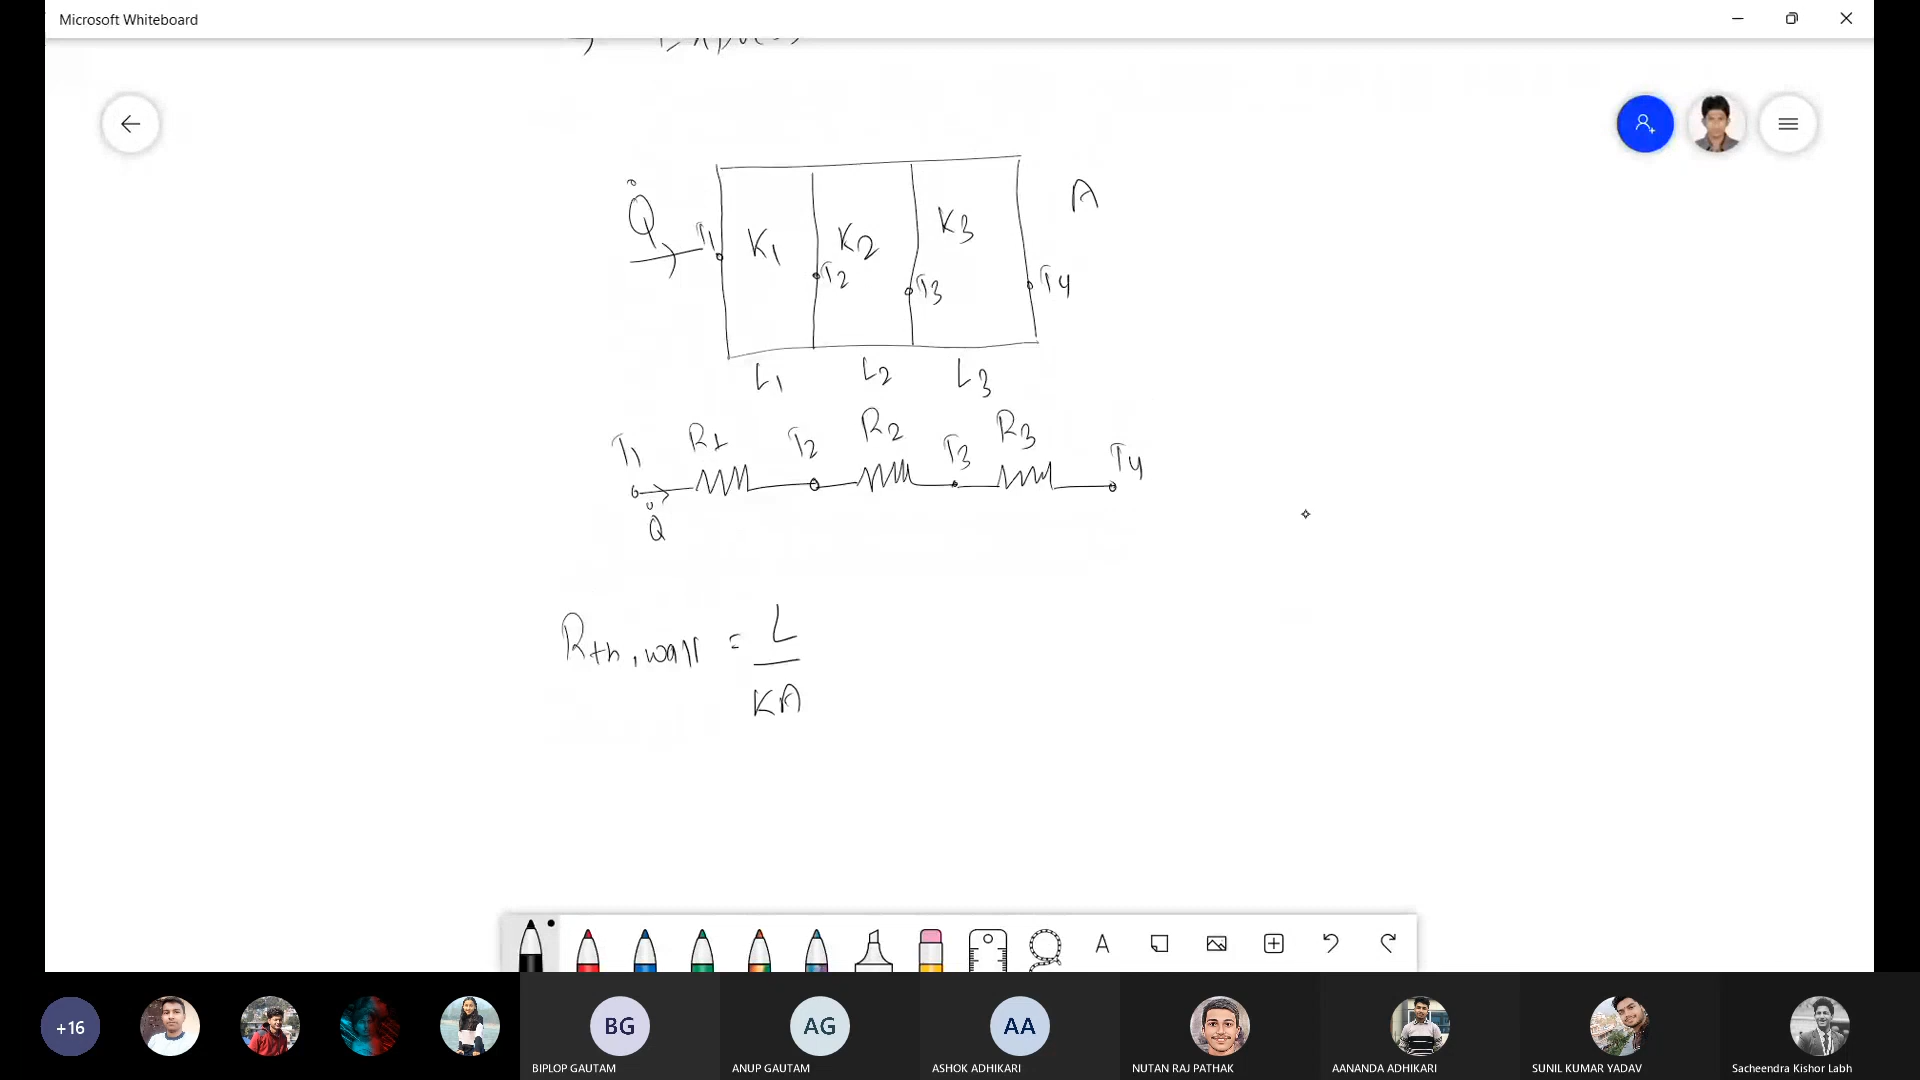 Microsoft Whiteboard
Q̇ T1 K1 K2 K3 A
T2 T3 T4
L1 L2 L3
T1 R1 T2 R2 T3 R3 T4
Q̇
Rth, wall = L / KA
A
+16
BG AG AA
BIPLOP GAUTAM ANUP GAUTAM ASHOK ADHIKARI NUTAN RAJ PATHAK AANANDA ADHIKARI SUNIL KUMAR YADAV Sacheendra Kishor Labh